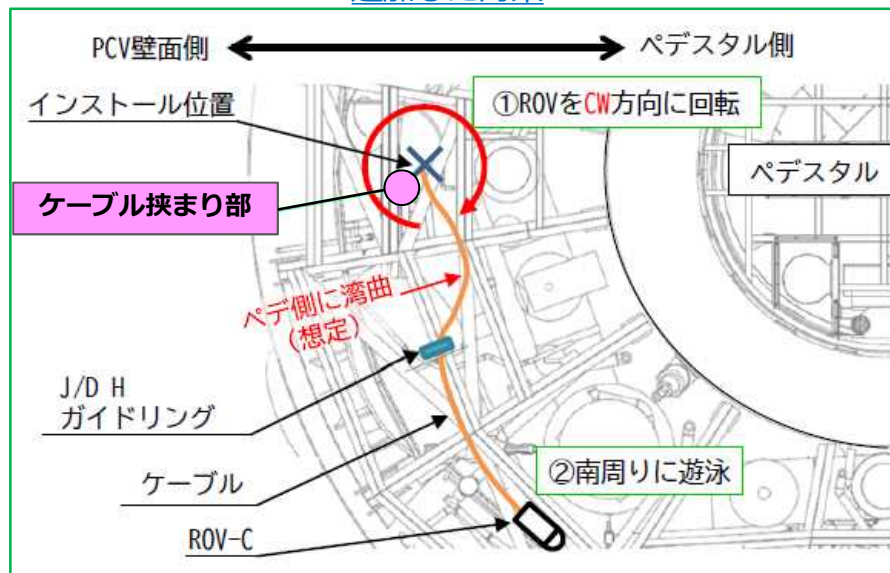 PCV壁面側
ペデスタル側
インストール位置
①ROVをCW方向に回転
ペデスタル
ケーブル挟まり部
ペデ側に湾曲
(想定)
J/D H
ガイドリング
ケーブル
②南周りに遊泳
ROV-C